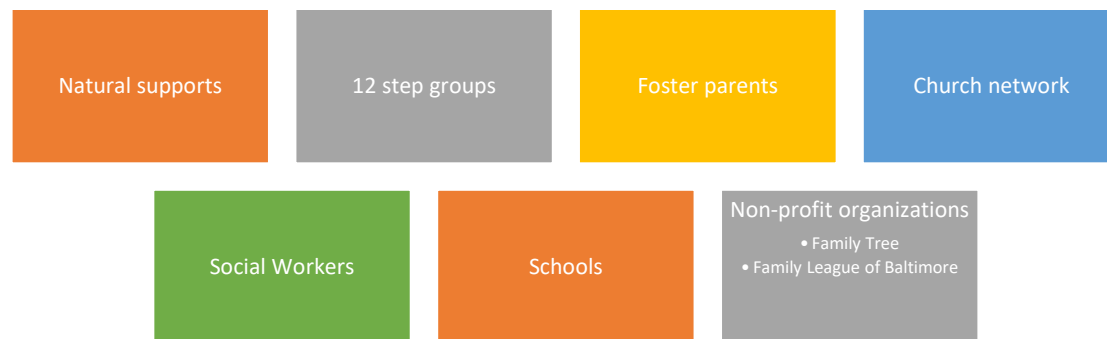 Natural supports
12 step groups
Foster parents
Church network
Social Workers
Schools
Non-profit organizations
• Family Tree
• Family League of Baltimore